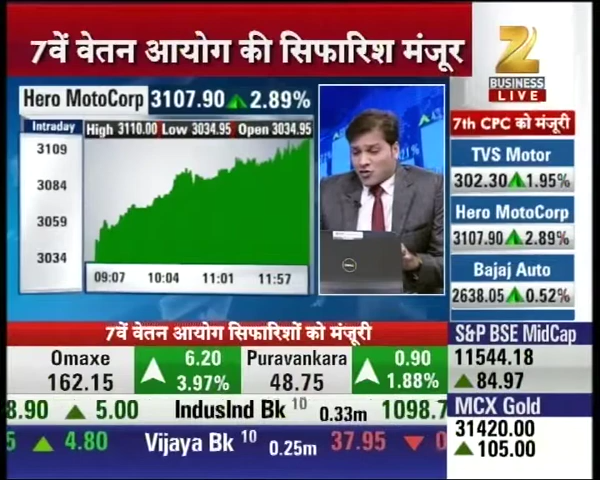 7वें वेतन आयोग की सिफारिश मंजूर
Z
BUSINESS
LIVE
Hero MotoCorp 3107.90 2.89%
Intraday High 3110.00 Low 3034.95 Open 3034.95
3109
3084
3059
3034
09:07 10:04 11:01 11:57
DELL
7th CPC को मंजूरी
TVS Motor
302.30 1.95%
Hero MotoCorp
3107.90 2.89%
Bajaj Auto
2638.05 0.52%
7वें वेतन आयोग सिफारिशों को मंजूरी
Omaxe 6.20 Puravankara 0.90
162.15 3.97% 48.75 1.88%
S&P BSE MidCap
11544.18
84.97
8.90 5.00 IndusInd Bk 10 0.33m 1098.7
5 4.80 Vijaya Bk 10 0.25m 37.95 0
MCX Gold
31420.00
105.00